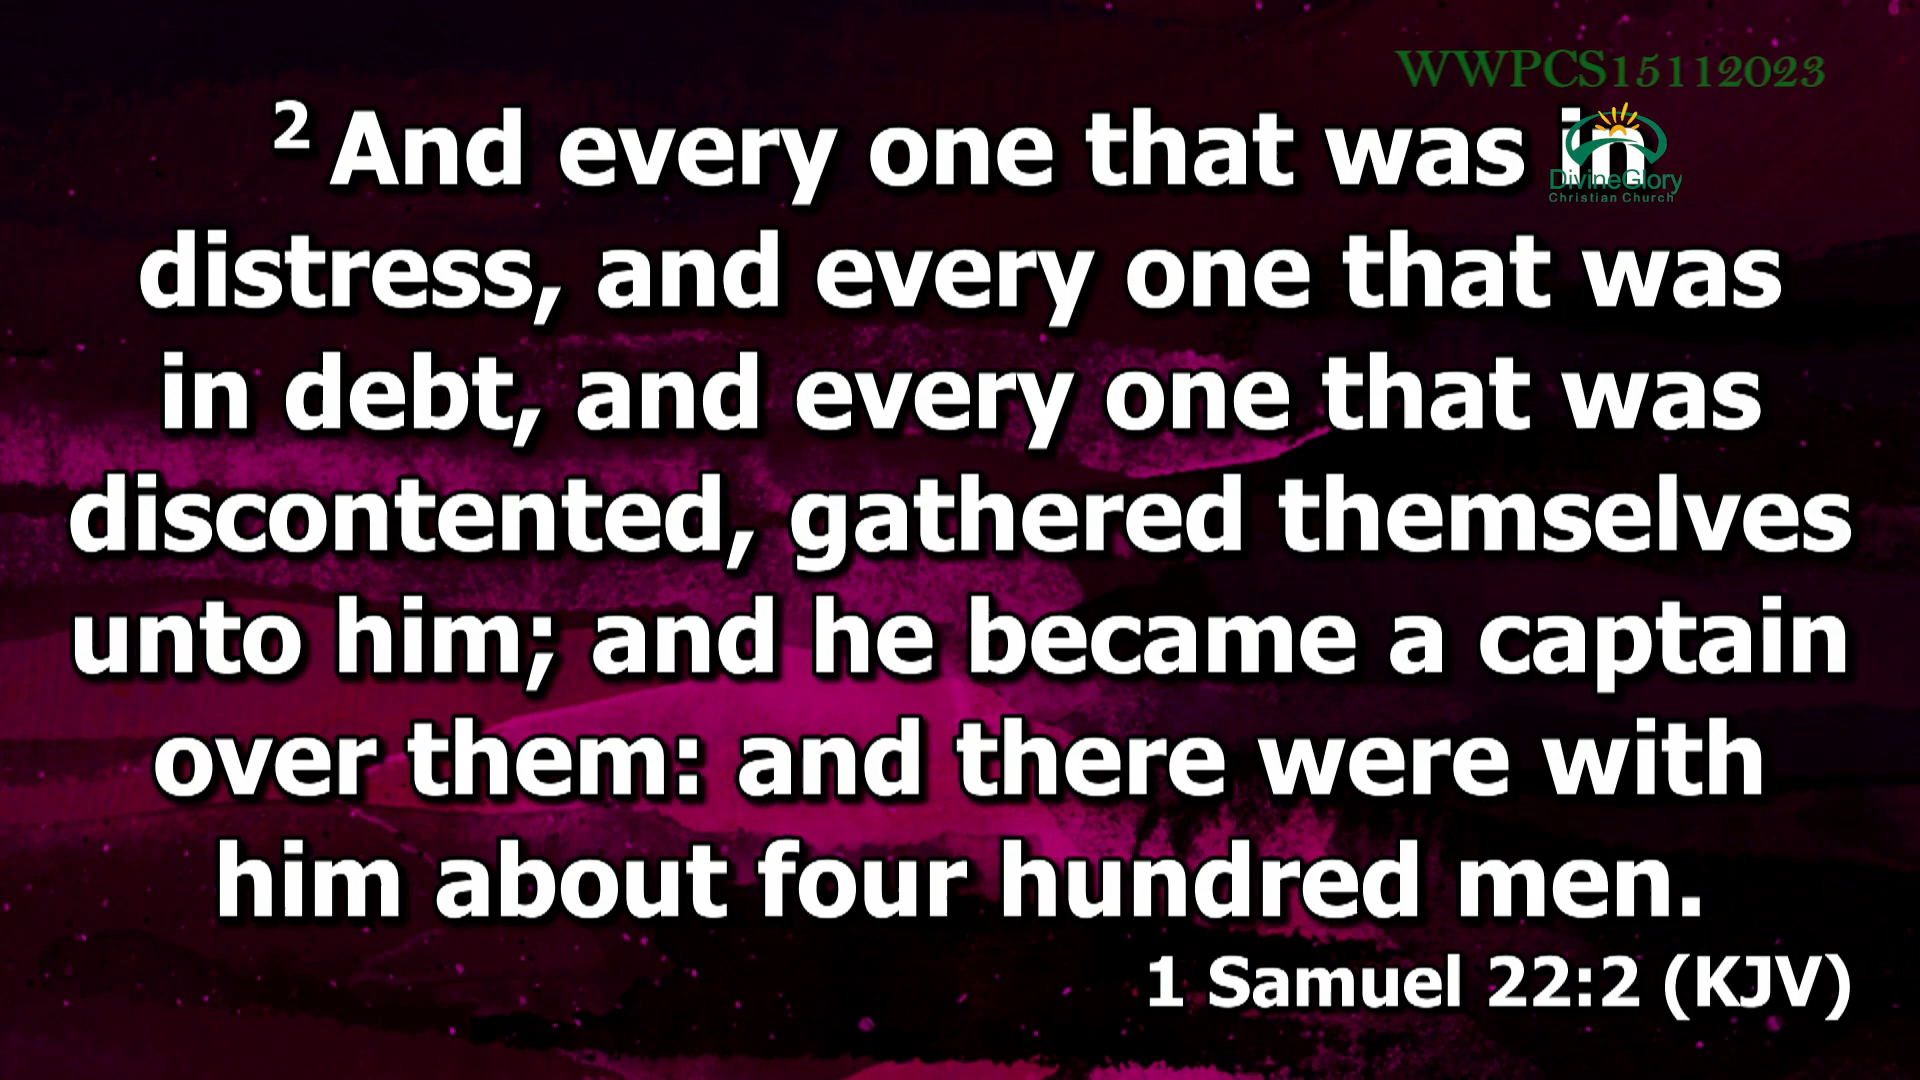 WWPCS15112023
2 And every one that was in
DivineGlory
Christian Church
distress, and every one that was
in debt, and every one that was
discontented, gathered themselves
unto him; and he became a captain
over them: and there were with
him about four hundred men.
1 Samuel 22:2 (KJV)